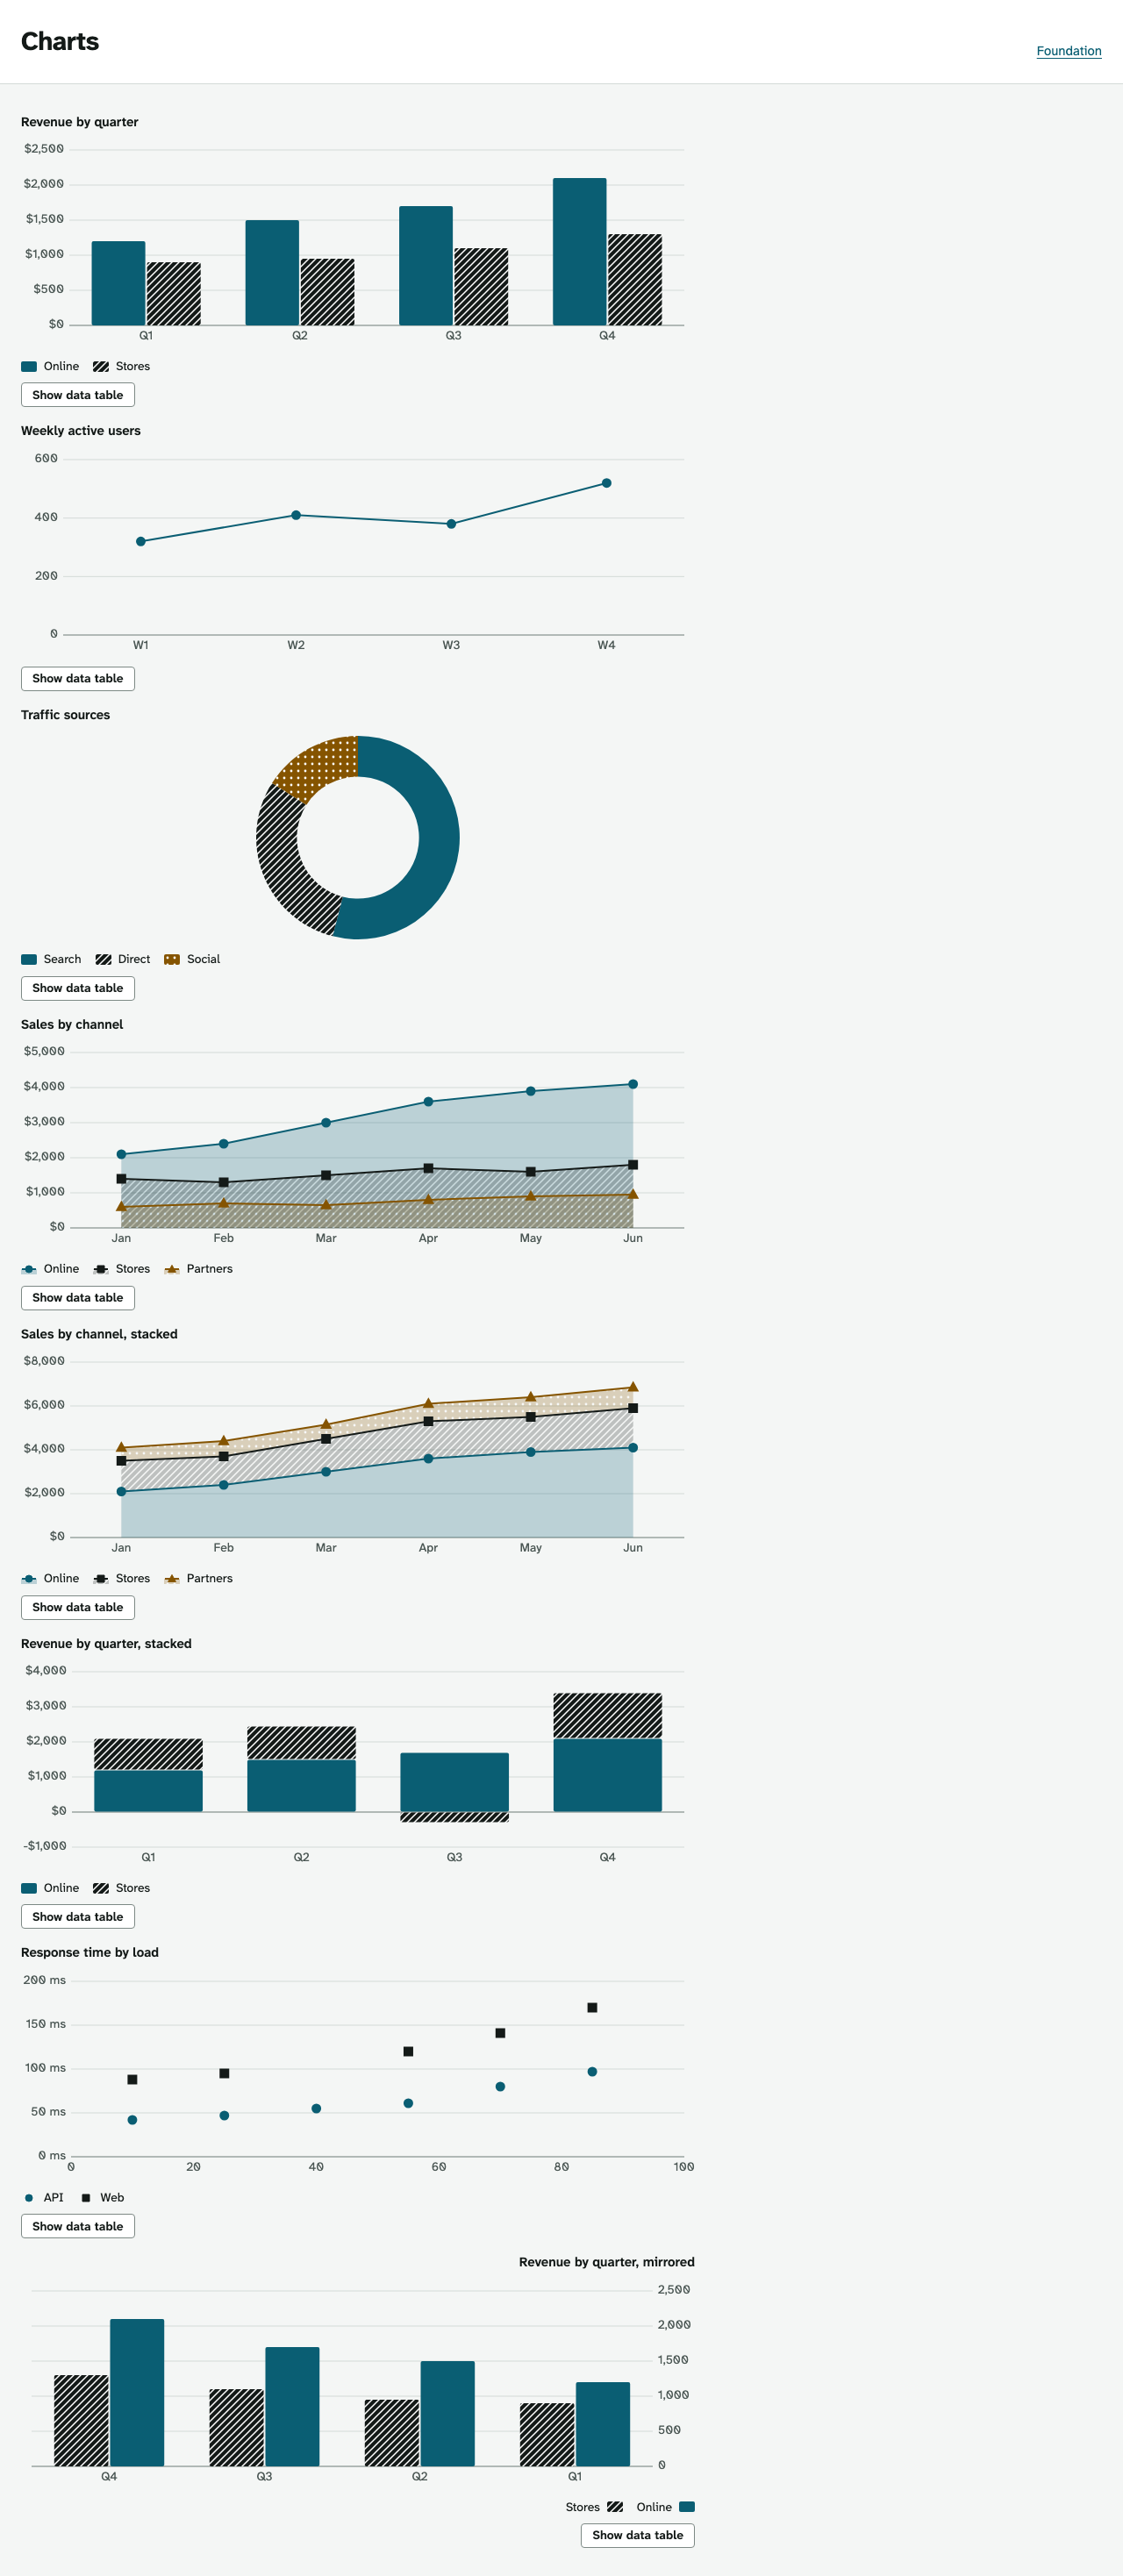 Charts
Foundation
Revenue by quarter
$2,500
$2,000
$1,500
$1,000
$500
$0
Q1 Q2 Q3 Q4
Online Stores
Show data table
Weekly active users
600
400
200
0
W1 W2 W3 W4
Show data table
Traffic sources
Search Direct Social
Show data table
Sales by channel
$5,000
$4,000
$3,000
$2,000
$1,000
$0
Jan Feb Mar Apr May Jun
Online Stores Partners
Show data table
Sales by channel, stacked
$8,000
$6,000
$4,000
$2,000
$0
Jan Feb Mar Apr May Jun
Online Stores Partners
Show data table
Revenue by quarter, stacked
$4,000
$3,000
$2,000
$1,000
$0
-$1,000
Q1 Q2 Q3 Q4
Online Stores
Show data table
Response time by load
200 ms
150 ms
100 ms
50 ms
0 ms
0 20 40 60 80 100
API Web
Show data table
Revenue by quarter, mirrored
2,500
2,000
1,500
1,000
500
0
Q4 Q3 Q2 Q1
Stores Online
Show data table